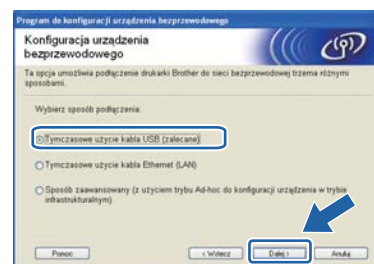 Program do konfiguracji urządzenia bezprzewodowego
Konfiguracja urządzenia
bezprzewodowego
Ta opcja umożliwia podłączenie drukarki Brother do sieci bezprzewodowej trzema różnymi
sposobami.
Wybierz sposób podłączenia:
Tymczasowe użycie kabla USB (zalecane)
Tymczasowe użycie kabla Ethernet (LAN)
Sposób zaawansowany (z użyciem trybu Ad-hoc do konfiguracji urządzenia w trybie
infrastrukturalnym)
Pomoc < Wstecz Dalej > Anuluj